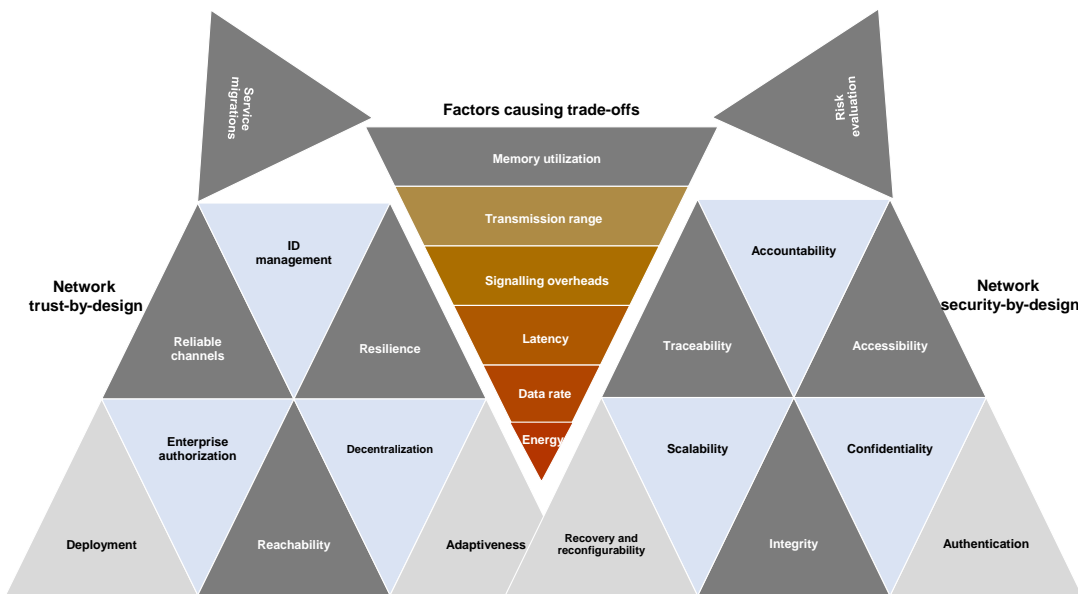 Service
migrations
Risk
evaluation
Factors causing trade-offs
Memory utilization
Transmission range
Signalling overheads
Latency
Data rate
Energy
Network
trust-by-design
ID
management
Reliable
channels
Resilience
Enterprise
authorization
Decentralization
Deployment
Reachability
Adaptiveness
Network
security-by-design
Accountability
Traceability
Accessibility
Scalability
Confidentiality
Recovery and
reconfigurability
Integrity
Authentication